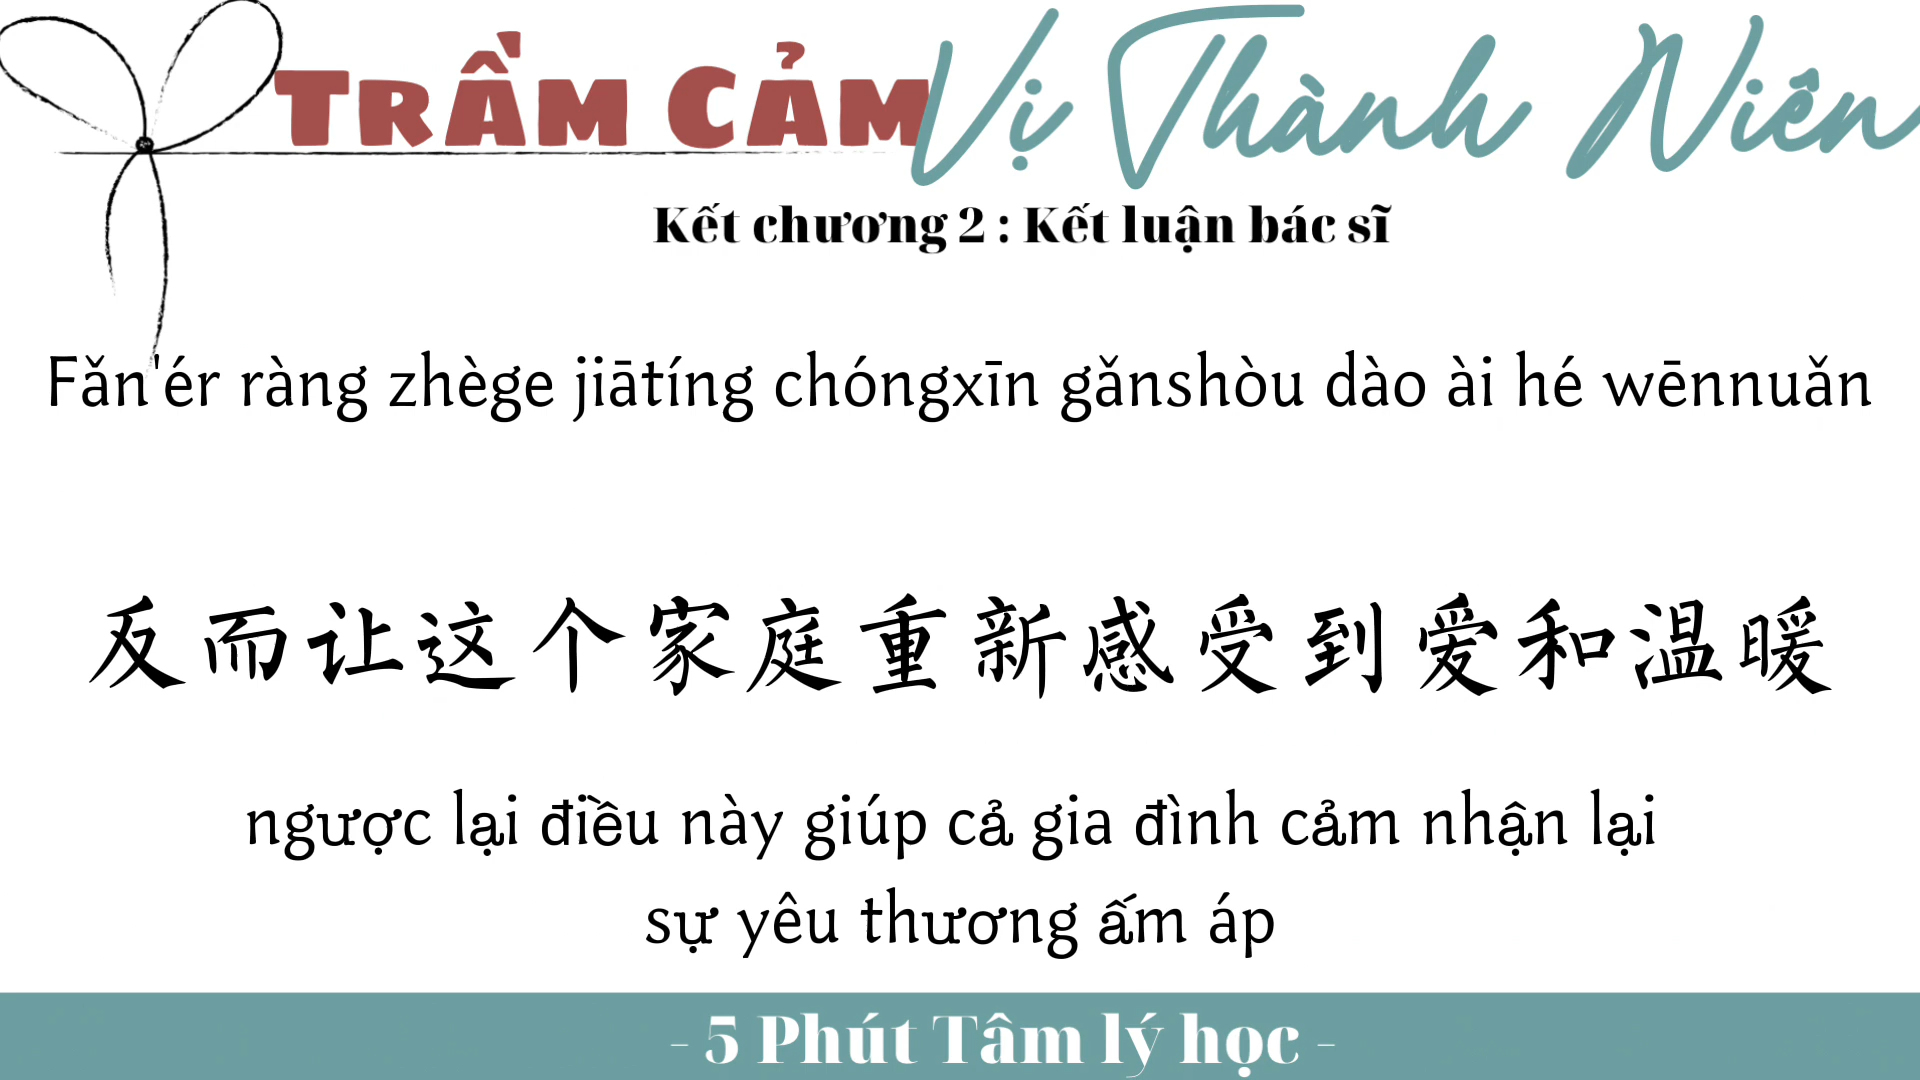 Trầm Cảm Vị Thành Niên
Kết chương 2 : Kết luận bác sĩ
Fǎn'ér ràng zhège jiātíng chóngxīn gǎnshòu dào ài hé wēnnuǎn
反而让这个家庭重新感受到爱和温暖
ngược lại điều này giúp cả gia đình cảm nhận lại
sự yêu thương ấm áp
- 5 Phút Tâm lý học -